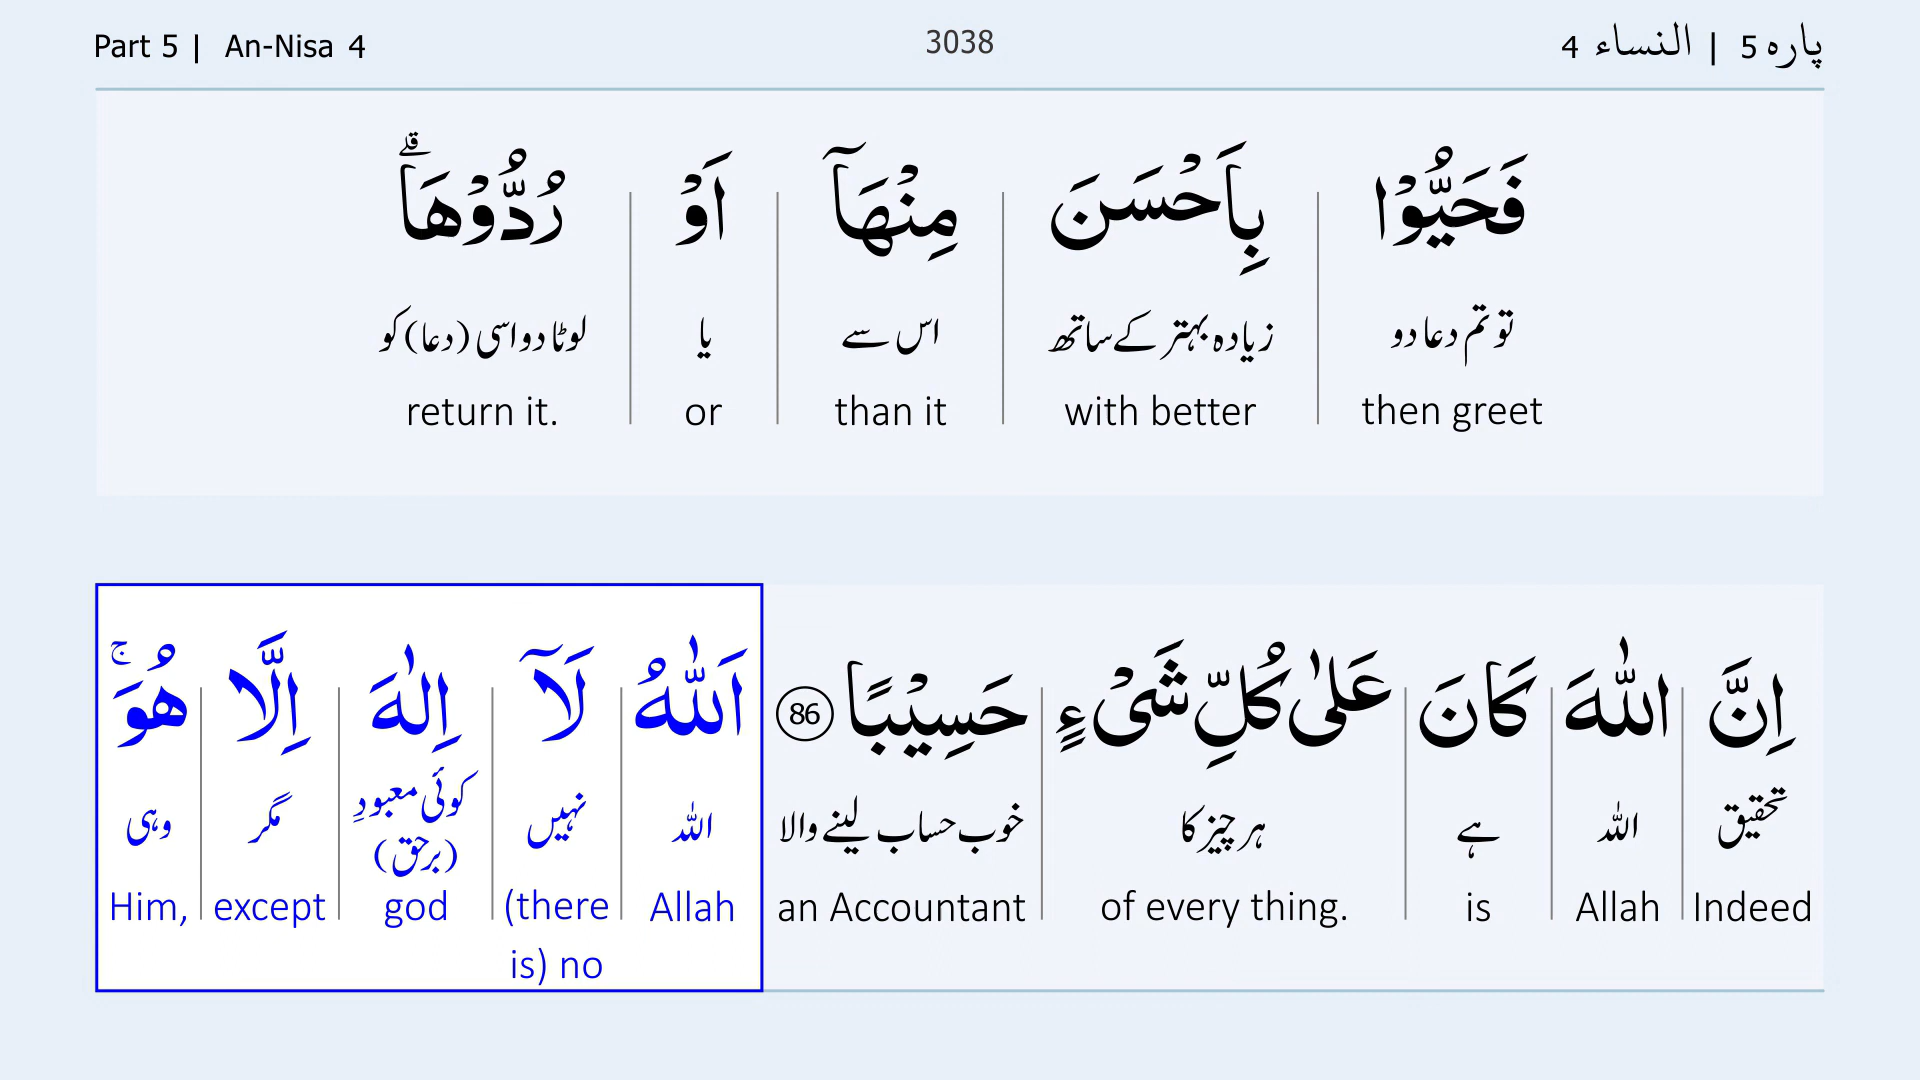 Part 5 | An-Nisa 4
3038
پارہ 5 | النساء 4
فَحَيُّوْا بِاَحْسَنَ مِنْهَاۤ اَوْ رُدُّوْهَا ؕ
تو تم دعا دو زیادہ بہتر کے ساتھ اس سے یا لوٹا دو اسی (دعا) کو
then greet with better than it or return it.
اِنَّ اللّٰهَ كَانَ عَلٰى كُلِّ شَیْءٍ حَسِيْبًا 86 اَللّٰهُ لَاۤ اِلٰهَ اِلَّا هُوَ ۚ
تحقیق اللہ ہے ہر چیز کا خوب حساب لینے والا اللہ نہیں کوئی معبودِ (برحق) مگر وہی
Indeed Allah is of every thing. an Accountant Allah (there is) no god except Him,